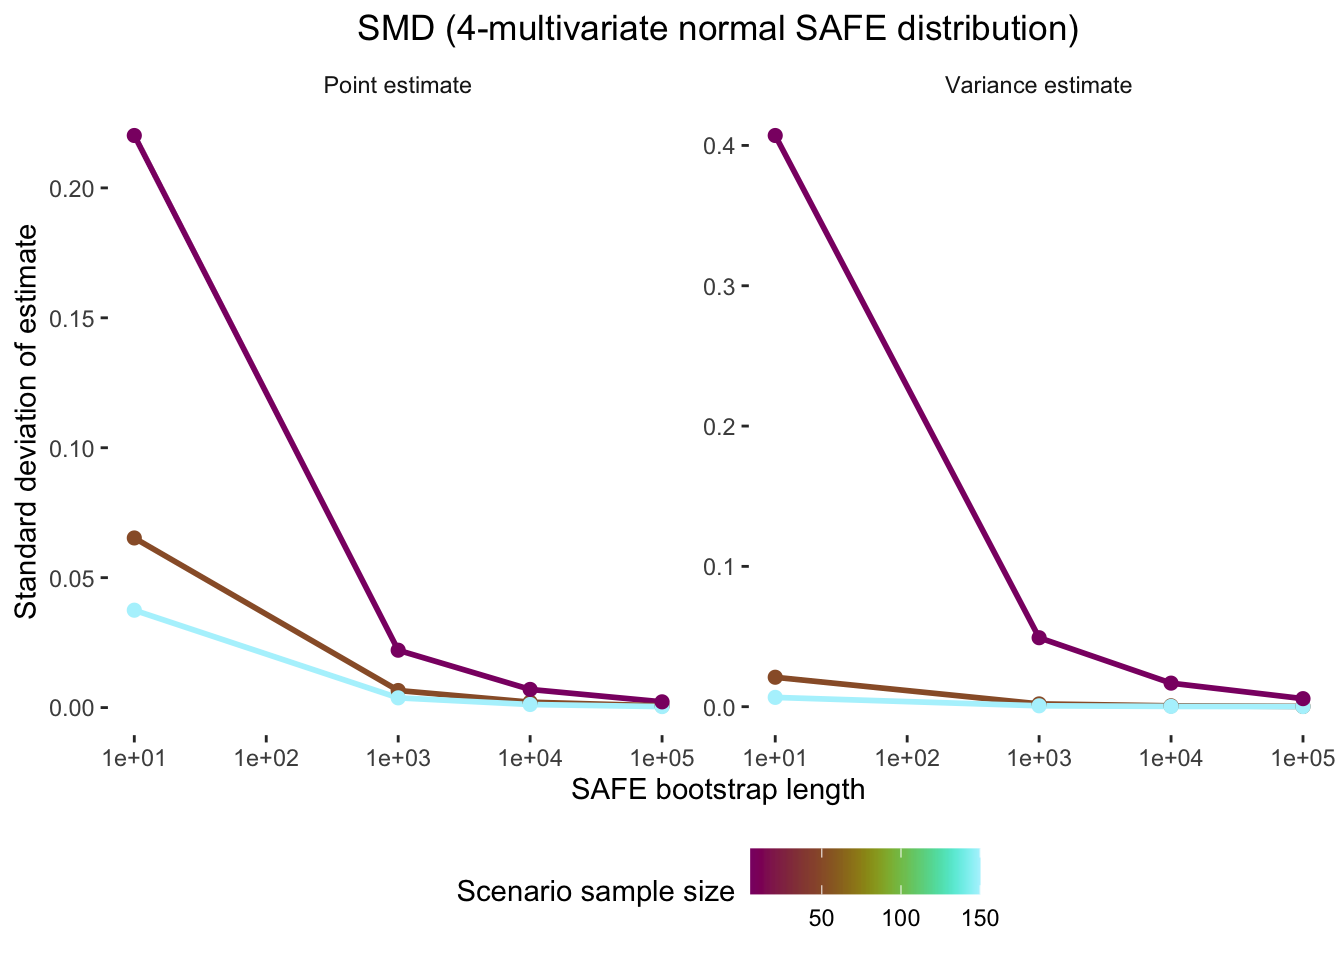 SMD (4-multivariate normal SAFE distribution)
Point estimate
Variance estimate
Standard deviation of estimate
0.20
0.15
0.10
0.05
0.00
0.4
0.3
0.2
0.1
0.0
1e+01 1e+02 1e+03 1e+04 1e+05
1e+01 1e+02 1e+03 1e+04 1e+05
SAFE bootstrap length
Scenario sample size
50 100 150